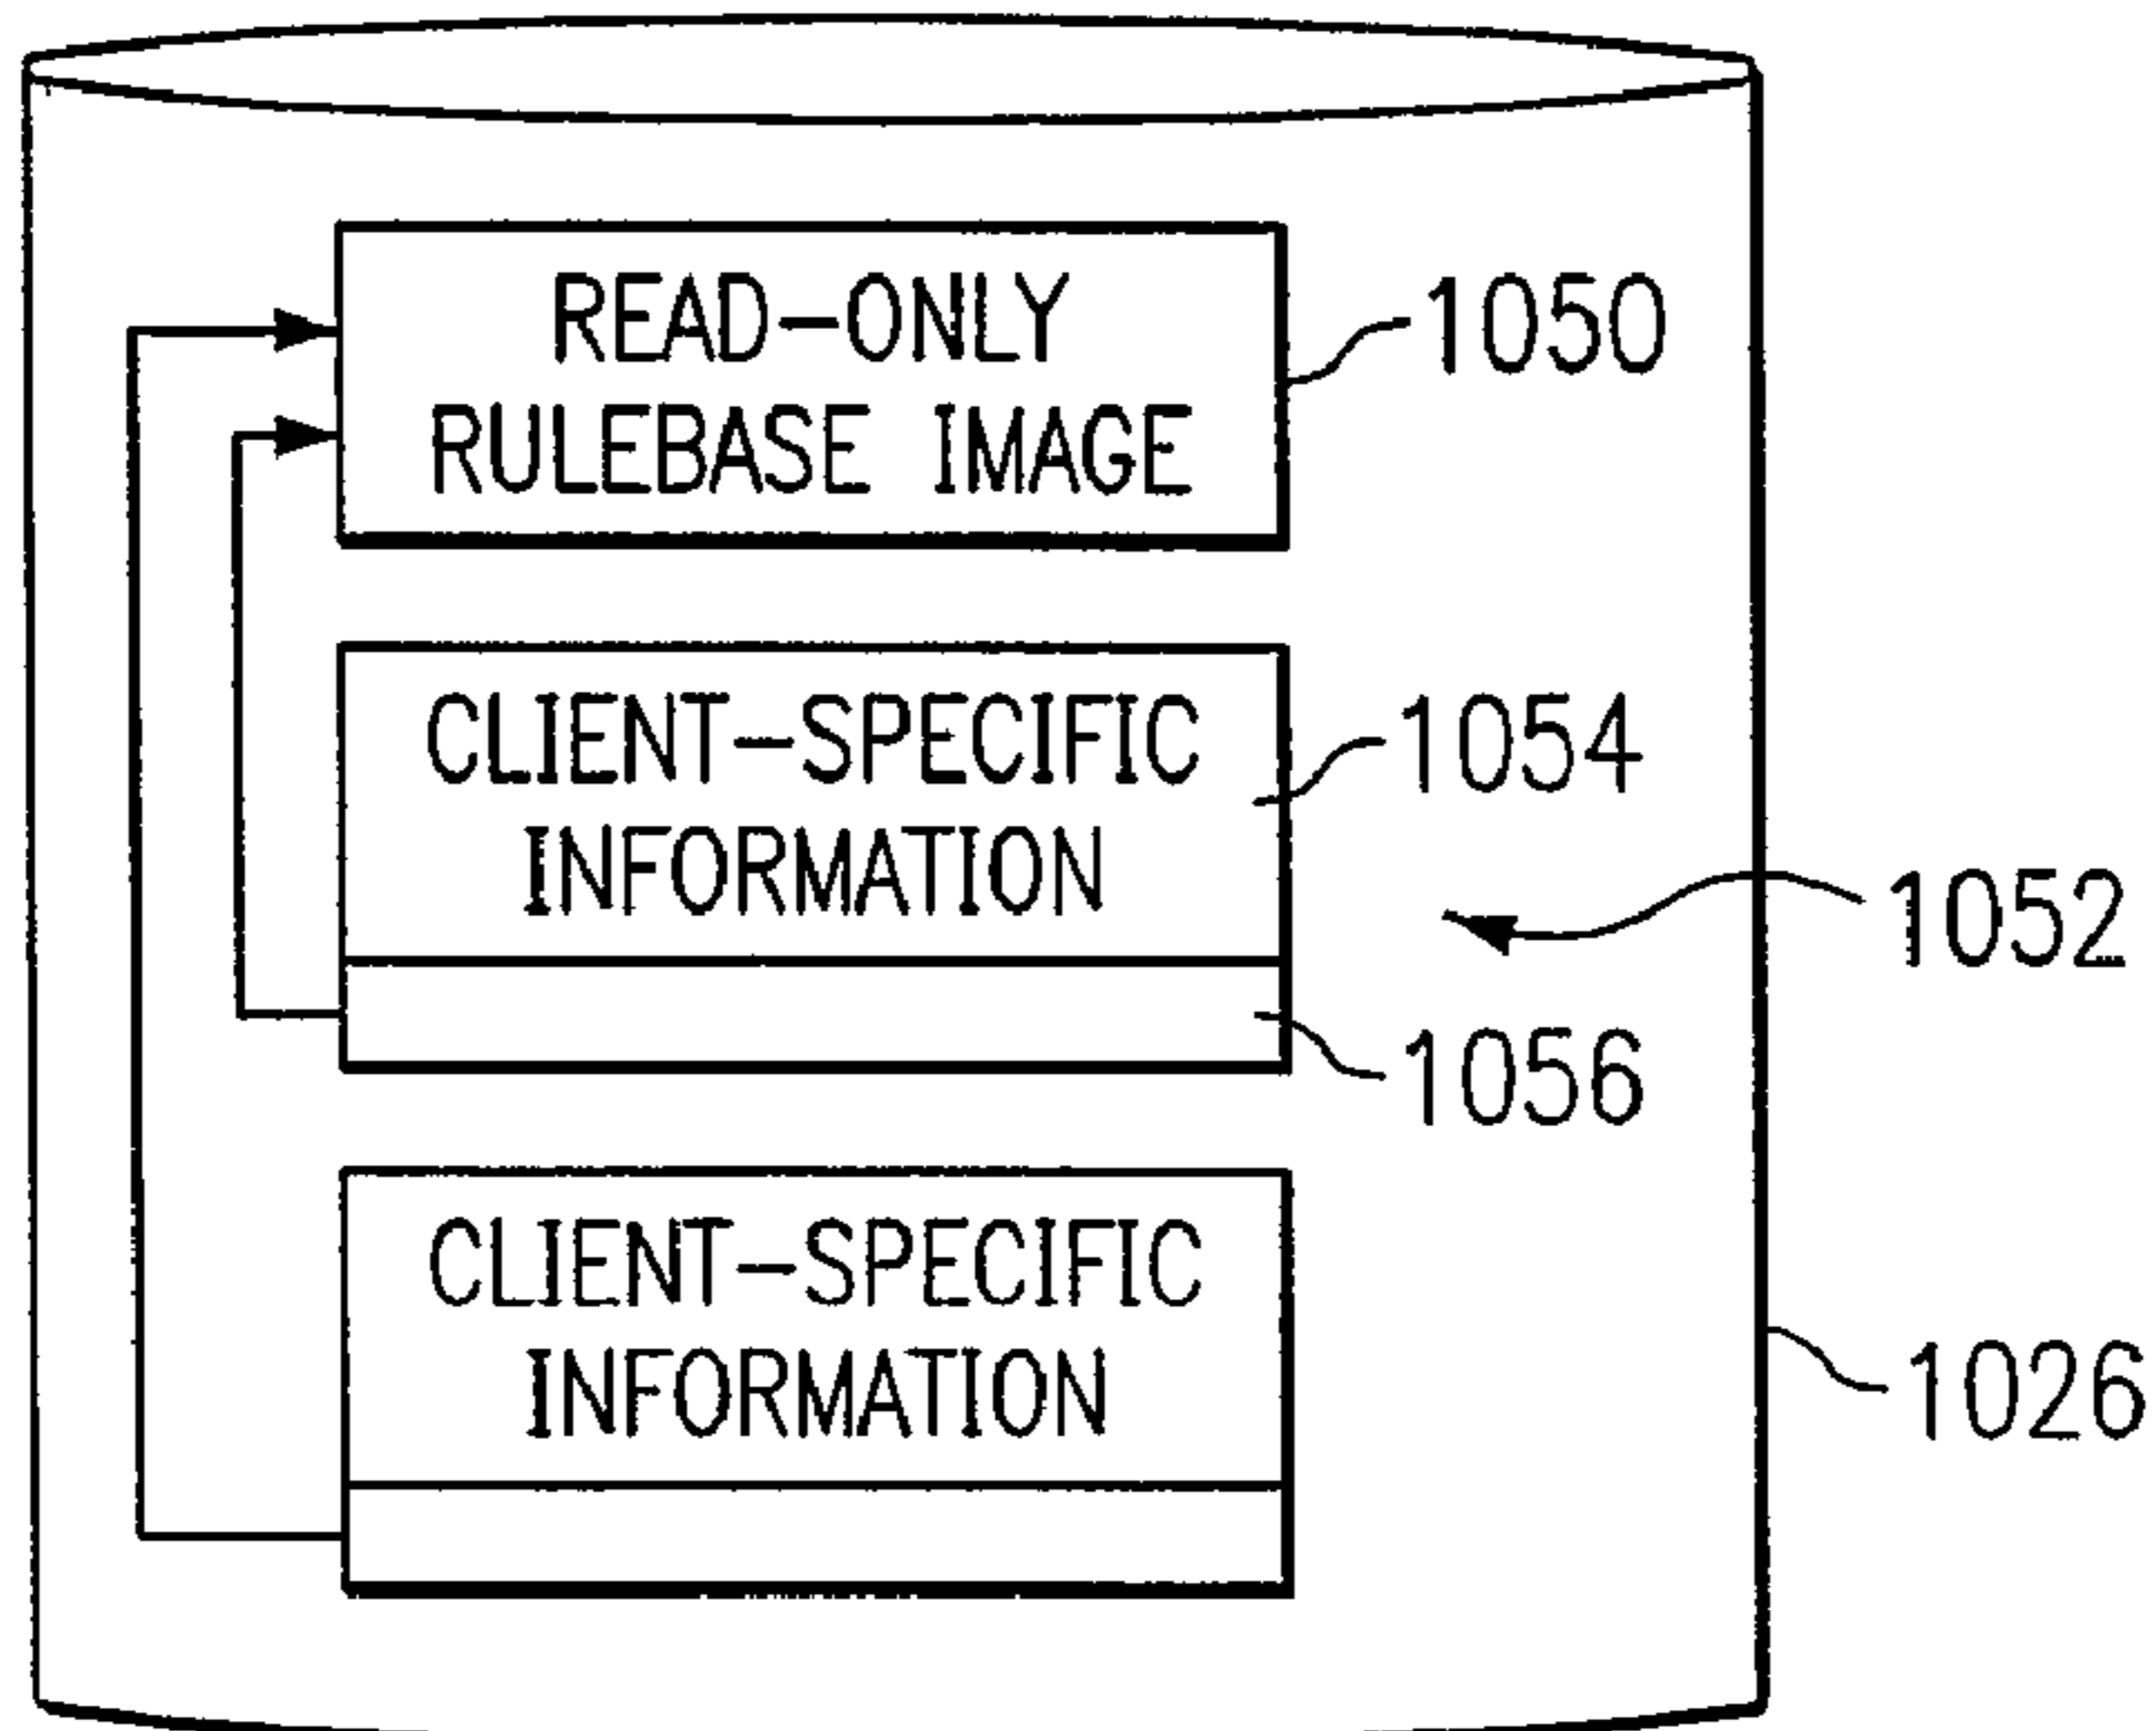 READ-ONLY
RULEBASE IMAGE
1050
CLIENT-SPECIFIC
INFORMATION
1054
1052
1056
CLIENT-SPECIFIC
INFORMATION
1026